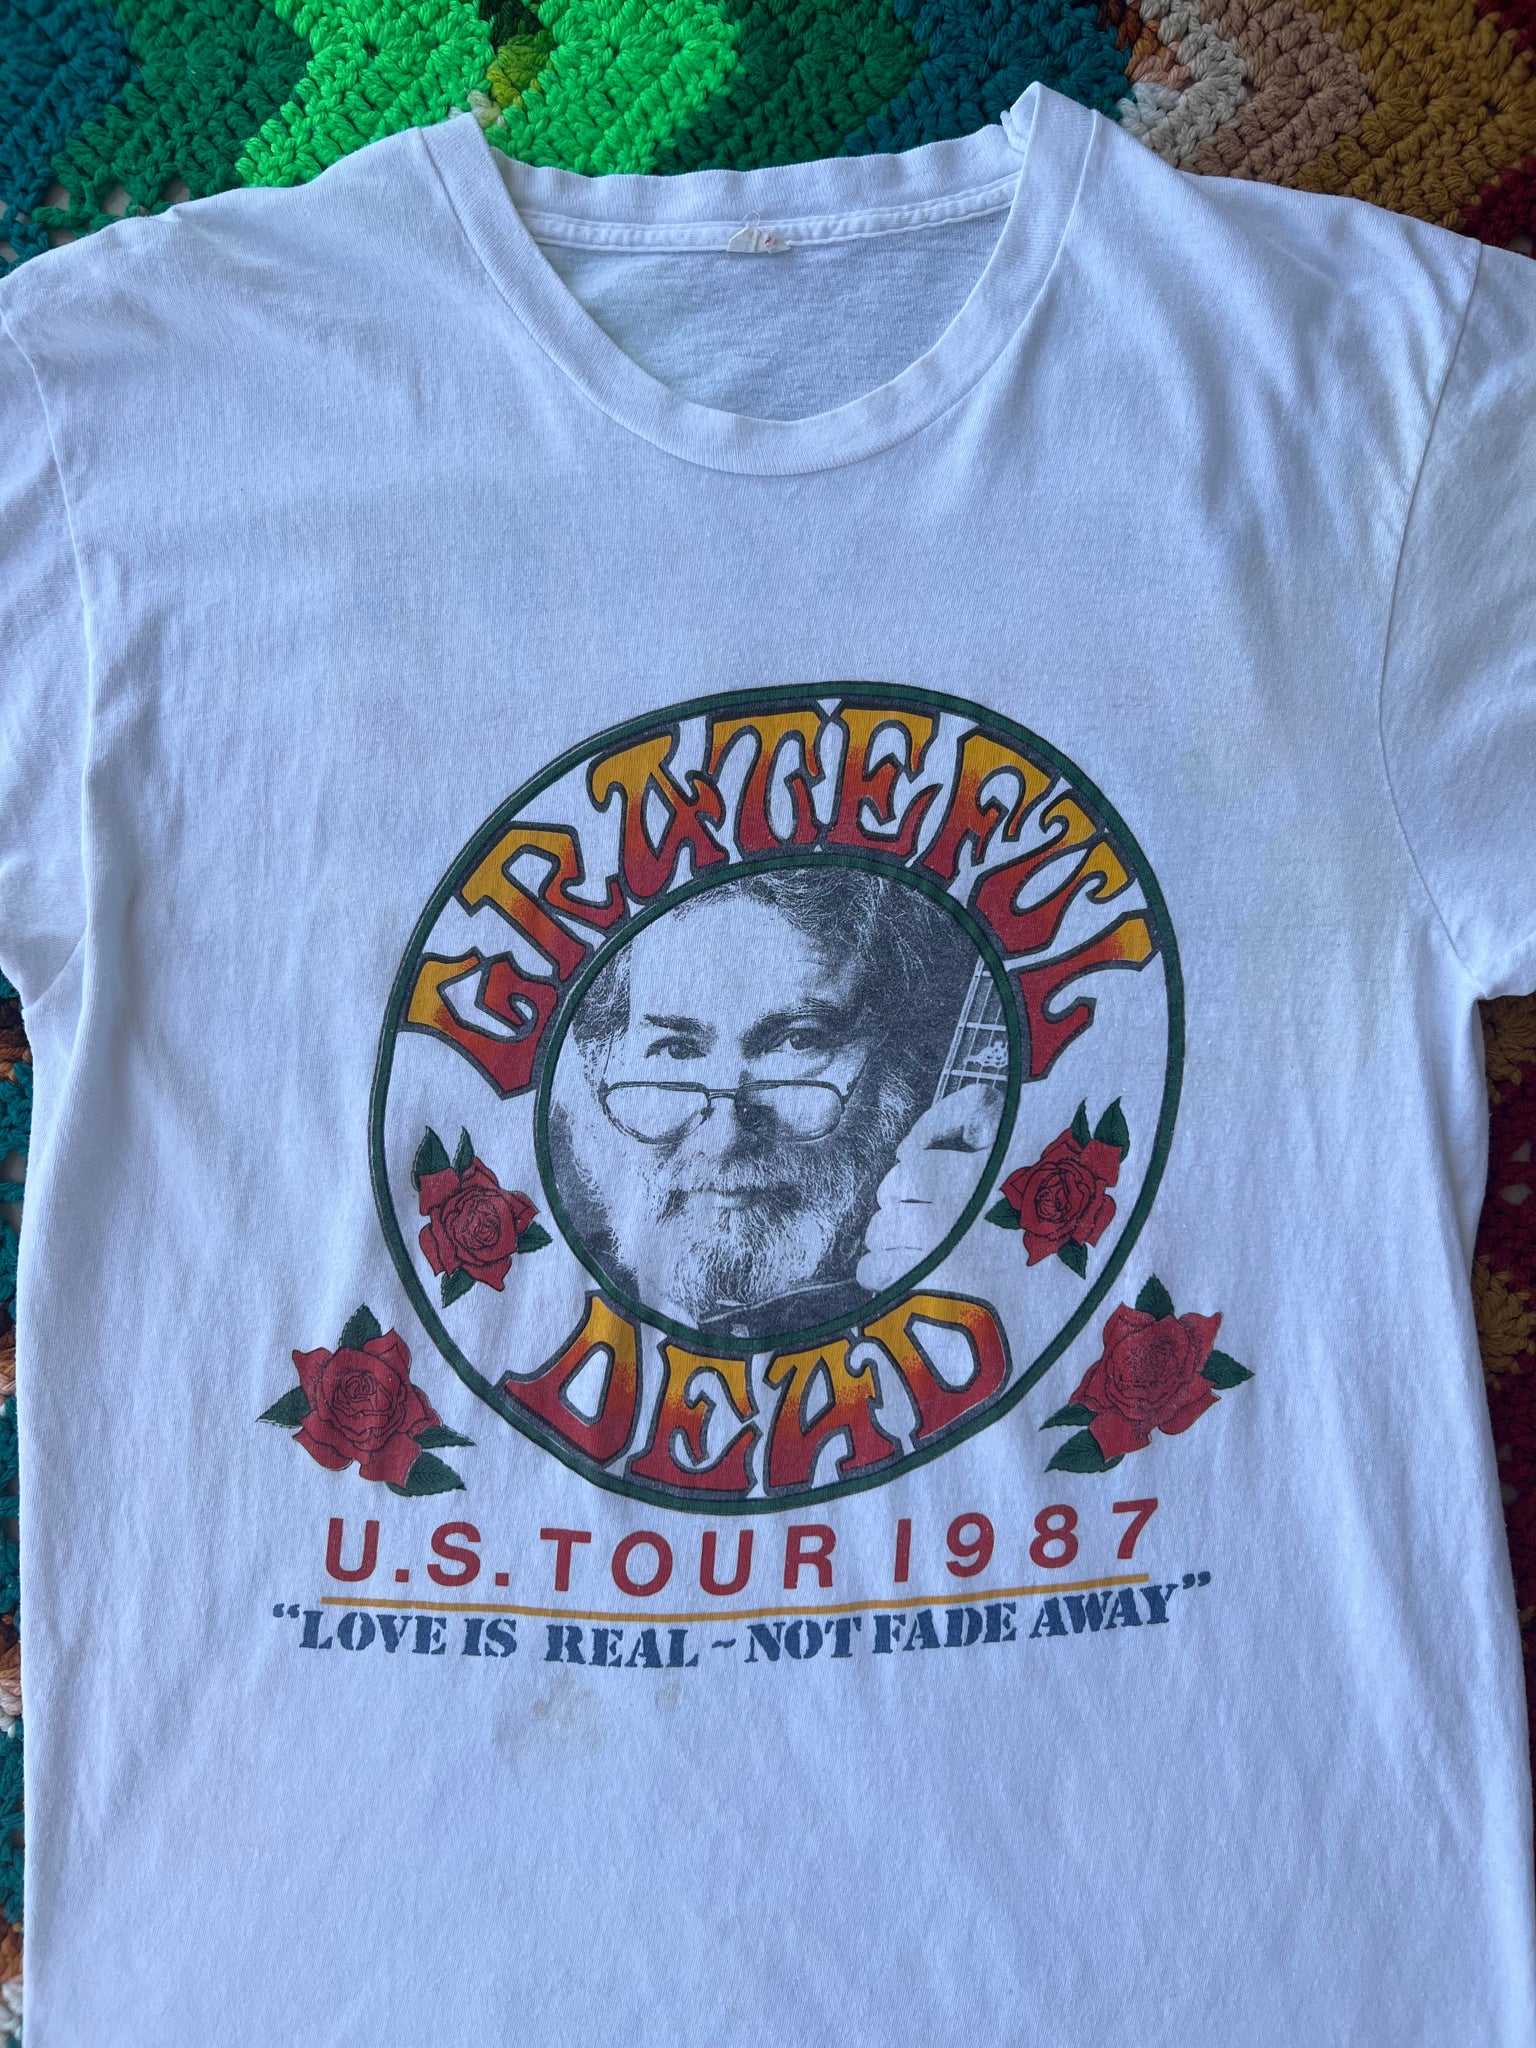 GRATEFUL
DEAD
U.S. TOUR 1987
"LOVE IS REAL ~ NOT FADE AWAY"